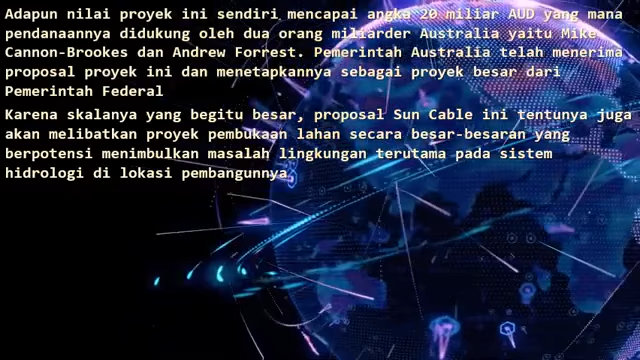 Adapun nilai proyek ini sendiri mencapai angka 20 miliar AUD yang mana
pendanaannya didukung oleh dua orang miliarder Australia yaitu Mike
Cannon-Brookes dan Andrew Forrest. Pemerintah Australia telah menerima
proposal proyek ini dan menetapkannya sebagai proyek besar dari
Pemerintah Federal
Karena skalanya yang begitu besar, proposal Sun Cable ini tentunya juga
akan melibatkan proyek pembukaan lahan secara besar-besaran yang
berpotensi menimbulkan masalah lingkungan terutama pada sistem
hidrologi di lokasi pembangunnya.